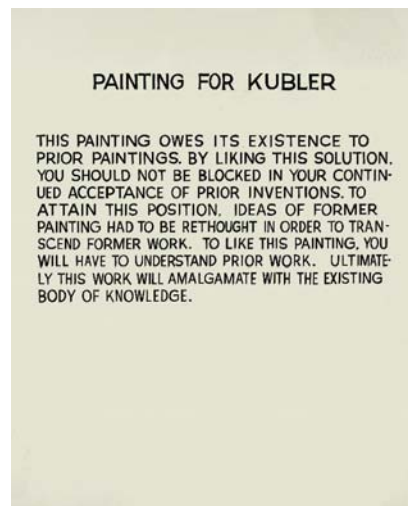 PAINTING FOR KUBLER
THIS PAINTING OWES ITS EXISTENCE TO
PRIOR PAINTINGS. BY LIKING THIS SOLUTION,
YOU SHOULD NOT BE BLOCKED IN YOUR CONTIN-
UED ACCEPTANCE OF PRIOR INVENTIONS. TO
ATTAIN THIS POSITION, IDEAS OF FORMER
PAINTING HAD TO BE RETHOUGHT IN ORDER TO TRAN-
SCEND FORMER WORK. TO LIKE THIS PAINTING, YOU
WILL HAVE TO UNDERSTAND PRIOR WORK. ULTIMATE-
LY THIS WORK WILL AMALGAMATE WITH THE EXISTING
BODY OF KNOWLEDGE.